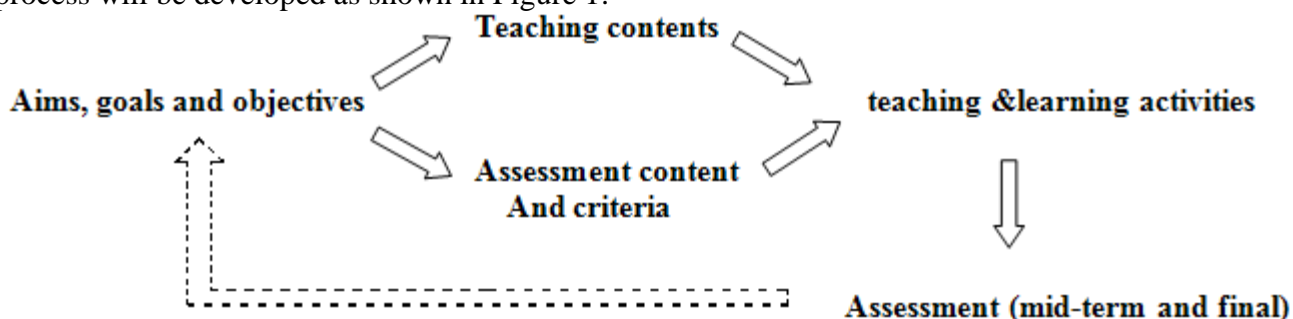 process will be developed as shown in Figure 1.
Teaching contents
Aims, goals and objectives
teaching &learning activities
Assessment content
And criteria
Assessment (mid-term and final)